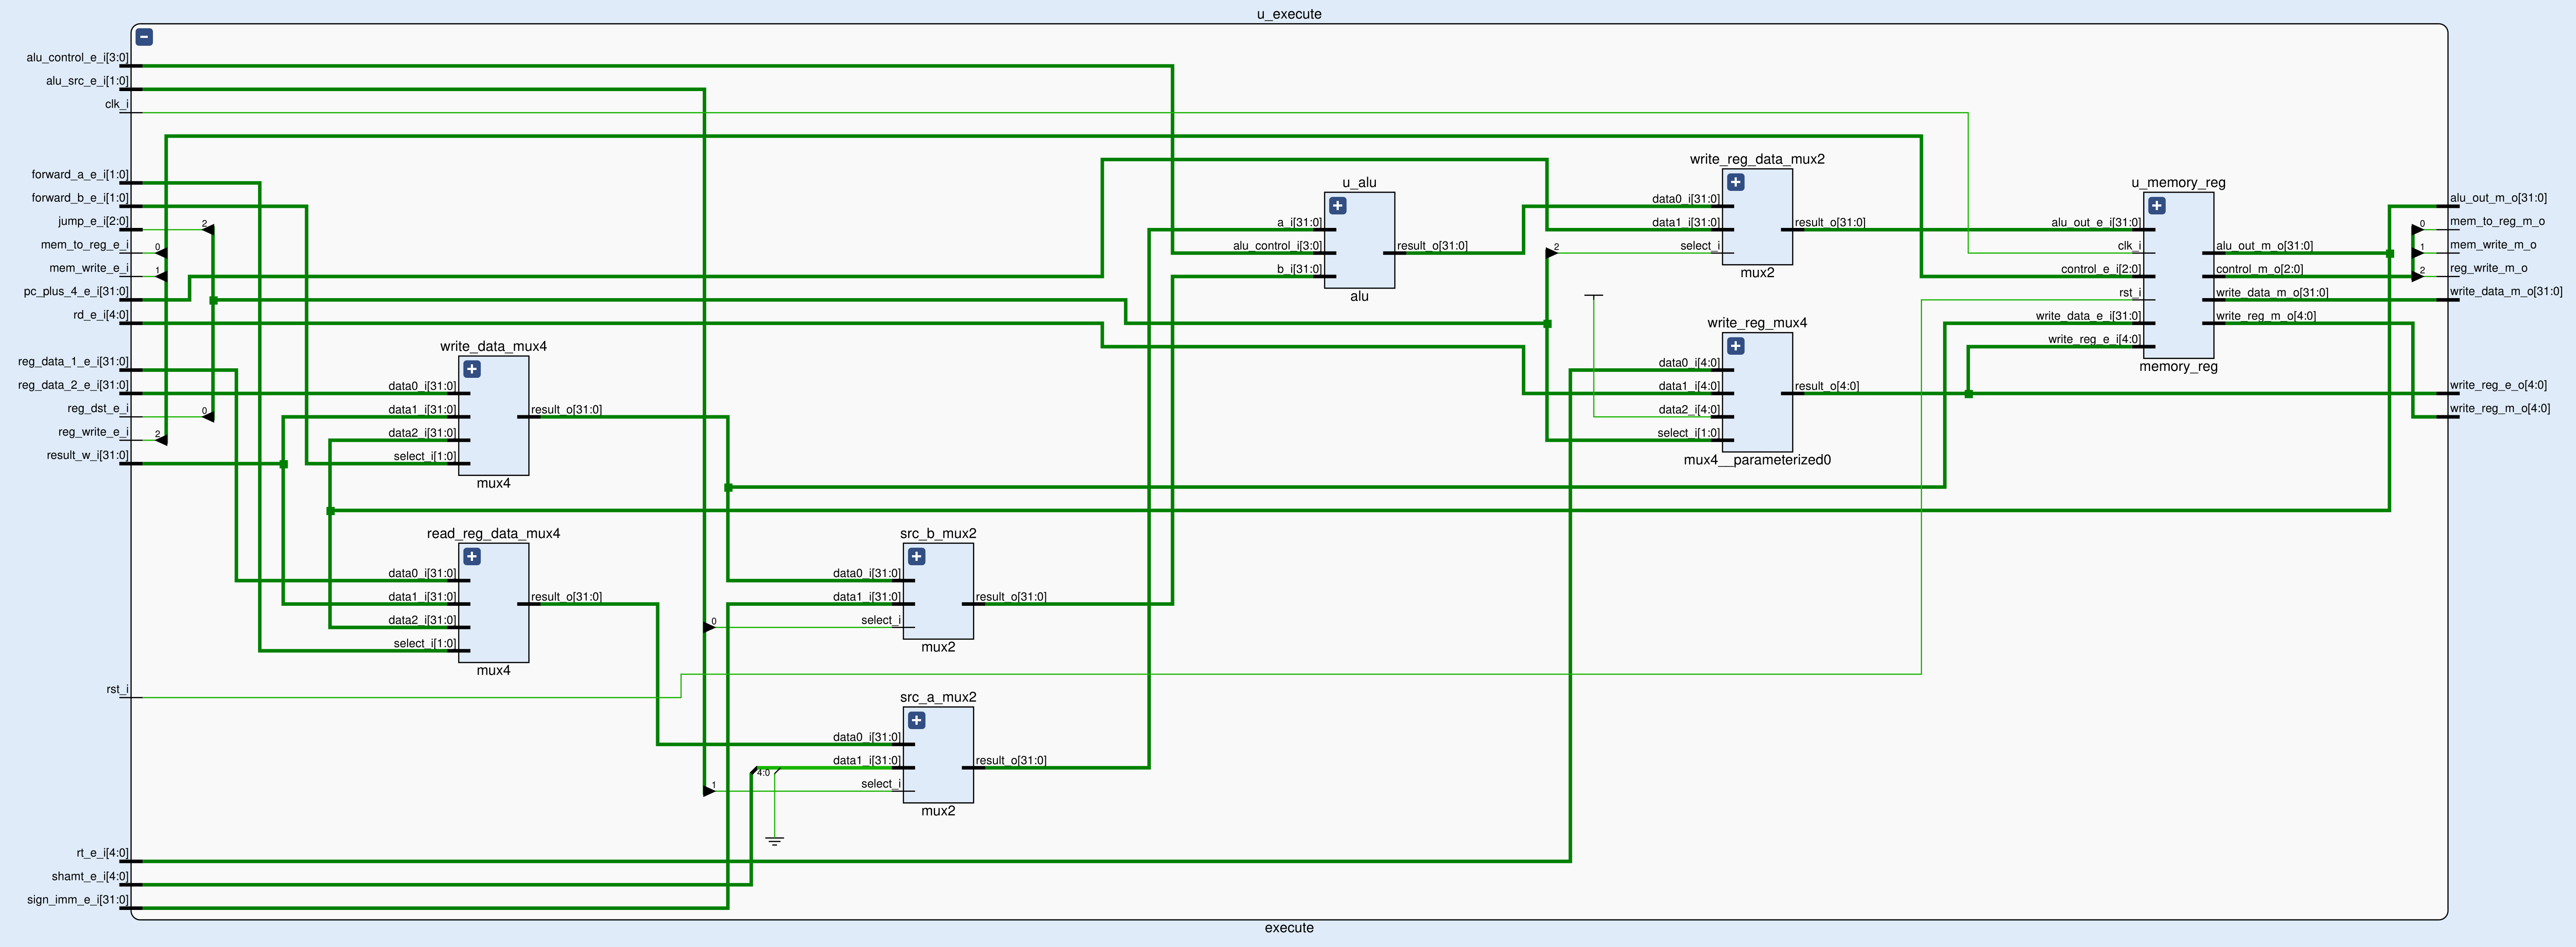 u_execute
alu_control_e_i[3:0]
alu_src_e_i[1:0]
clk_i
forward_a_e_i[1:0]
forward_b_e_i[1:0]
jump_e_i[2:0]
mem_to_reg_e_i
mem_write_e_i
pc_plus_4_e_i[31:0]
rd_e_i[4:0]
reg_data_1_e_i[31:0]
reg_data_2_e_i[31:0]
reg_dst_e_i
reg_write_e_i
result_w_i[31:0]
rst_i
rt_e_i[4:0]
shamt_e_i[4:0]
sign_imm_e_i[31:0]
2
0
1
0
2
write_data_mux4
data0_i[31:0]
data1_i[31:0]
data2_i[31:0]
select_i[1:0]
result_o[31:0]
mux4
read_reg_data_mux4
data0_i[31:0]
data1_i[31:0]
data2_i[31:0]
select_i[1:0]
result_o[31:0]
mux4
src_b_mux2
data0_i[31:0]
data1_i[31:0]
0
select_i
result_o[31:0]
mux2
src_a_mux2
data0_i[31:0]
data1_i[31:0]
4:0
1
select_i
result_o[31:0]
mux2
u_alu
a_i[31:0]
alu_control_i[3:0]
b_i[31:0]
result_o[31:0]
alu
write_reg_data_mux2
data0_i[31:0]
data1_i[31:0]
2
select_i
result_o[31:0]
mux2
write_reg_mux4
data0_i[4:0]
data1_i[4:0]
data2_i[4:0]
select_i[1:0]
result_o[4:0]
mux4__parameterized0
u_memory_reg
alu_out_e_i[31:0]
clk_i
control_e_i[2:0]
rst_i
write_data_e_i[31:0]
write_reg_e_i[4:0]
alu_out_m_o[31:0]
control_m_o[2:0]
write_data_m_o[31:0]
write_reg_m_o[4:0]
memory_reg
0
1
2
alu_out_m_o[31:0]
mem_to_reg_m_o
mem_write_m_o
reg_write_m_o
write_data_m_o[31:0]
write_reg_e_o[4:0]
write_reg_m_o[4:0]
execute